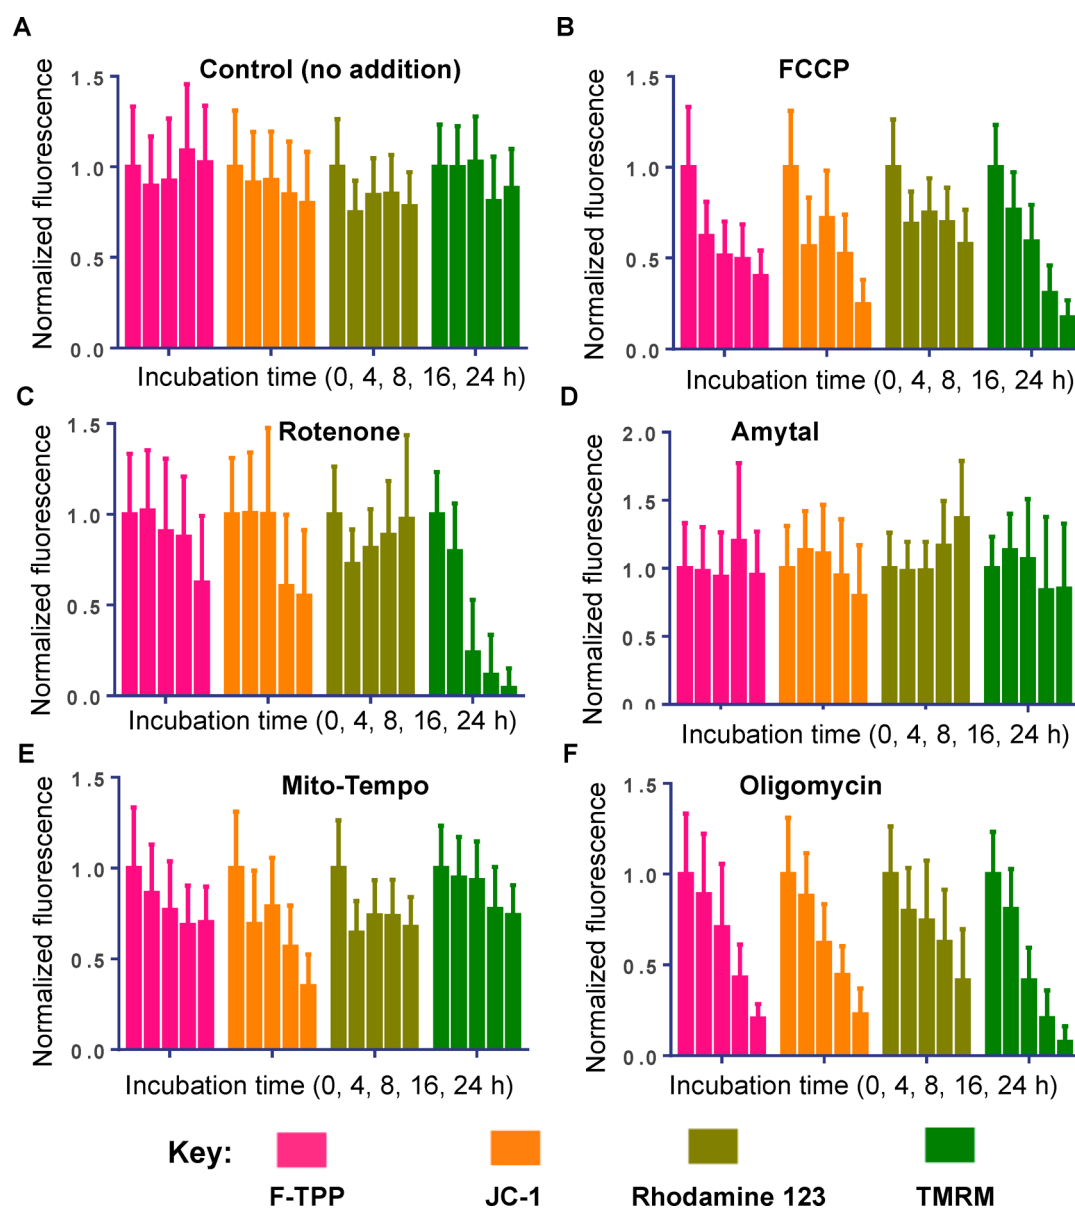 A
Control (no addition)
Normalized fluorescence
1.5
1.0
0.5
0.0
Incubation time (0, 4, 8, 16, 24 h)
B
FCCP
Normalized fluorescence
1.5
1.0
0.5
0.0
Incubation time (0, 4, 8, 16, 24 h)
C
Rotenone
Normalized fluorescence
1.5
1.0
0.5
0.0
Incubation time (0, 4, 8, 16, 24 h)
D
Amytal
Normalized fluorescence
2.0
1.5
1.0
0.5
0.0
Incubation time (0, 4, 8, 16, 24 h)
E
Mito-Tempo
Normalized fluorescence
1.5
1.0
0.5
0.0
Incubation time (0, 4, 8, 16, 24 h)
F
Oligomycin
Normalized fluorescence
1.5
1.0
0.5
0.0
Incubation time (0, 4, 8, 16, 24 h)
Key:
F-TPP
JC-1
Rhodamine 123
TMRM